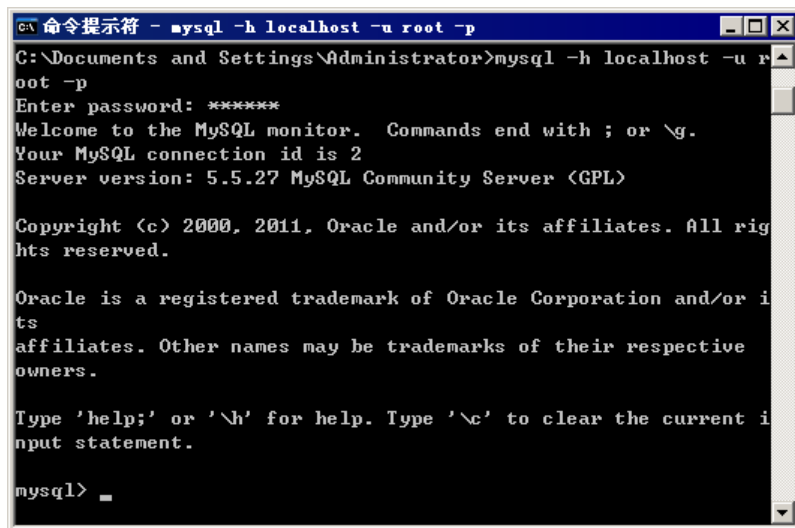 命令提示符 - mysql -h localhost -u root -p
C:\Documents and Settings\Administrator>mysql -h localhost -u r
oot -p
Enter password: ******
Welcome to the MySQL monitor.  Commands end with ; or \g.
Your MySQL connection id is 2
Server version: 5.5.27 MySQL Community Server (GPL)
Copyright (c) 2000, 2011, Oracle and/or its affiliates. All rig
hts reserved.
Oracle is a registered trademark of Oracle Corporation and/or i
ts
affiliates. Other names may be trademarks of their respective
owners.
Type 'help;' or '\h' for help. Type '\c' to clear the current i
nput statement.
mysql> _